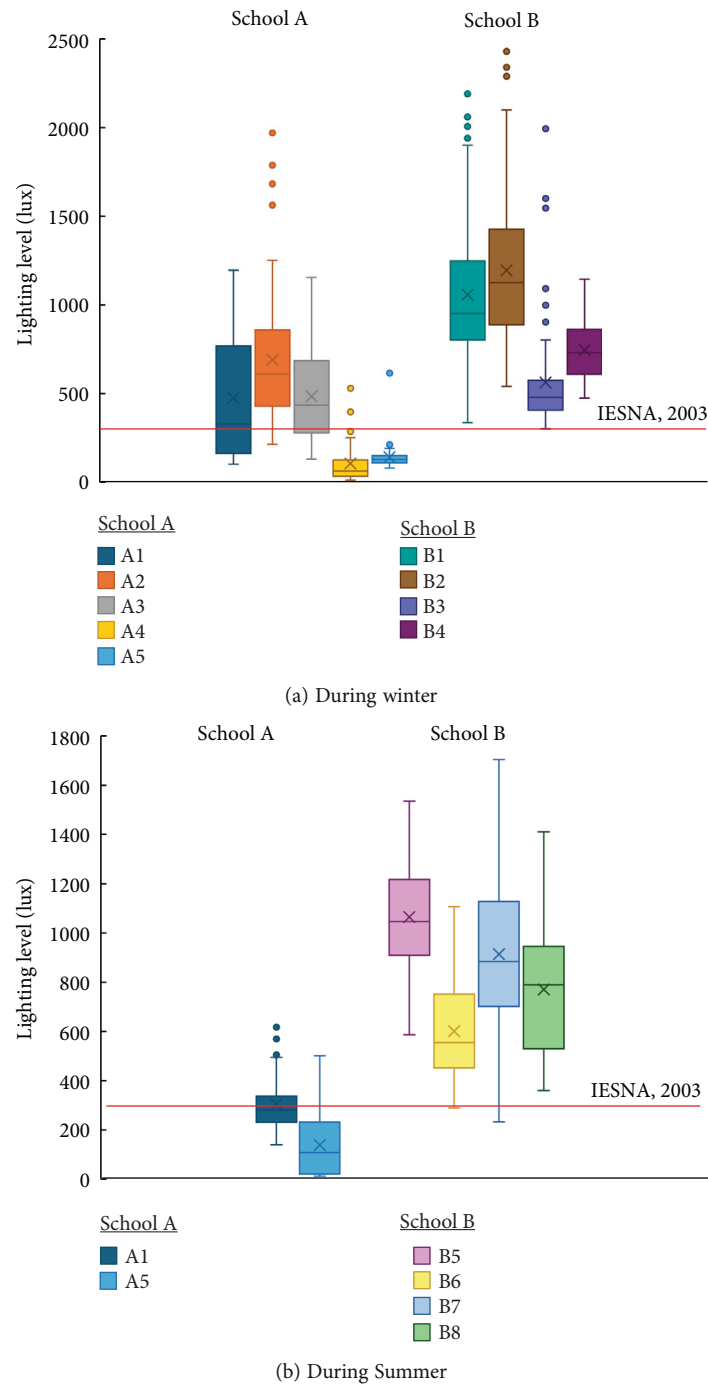 School A School B
2500
2000
1500
1000
500
0
Lighting level (lux)
IESNA, 2003
School A School B
A1 B1
A2 B2
A3 B3
A4 B4
A5
(a) During winter
School A School B
1800
1600
1400
1200
1000
800
600
400
200
0
Lighting level (lux)
IESNA, 2003
School A School B
A1 B5
A5 B6
B7
B8
(b) During Summer